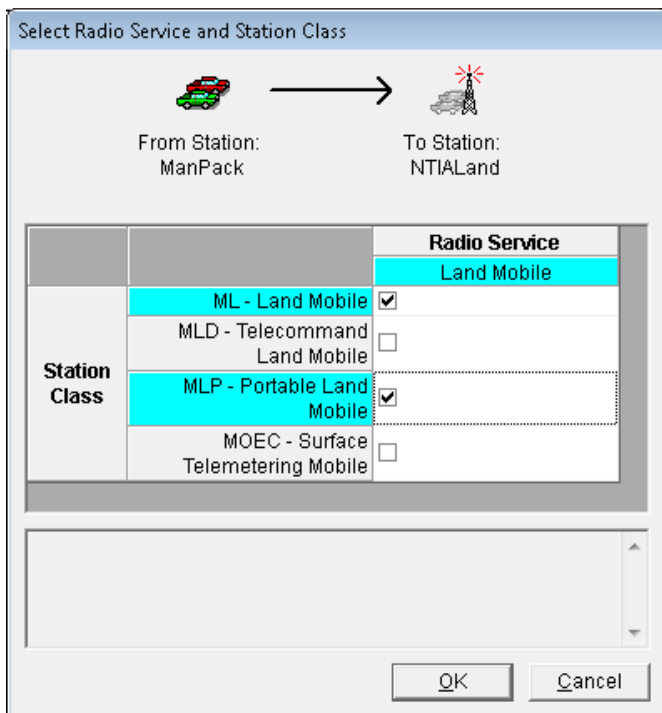 Select Radio Service and Station Class
From Station:
ManPack
To Station:
NTIALand
Radio Service
Land Mobile
Station
Class
ML - Land Mobile
MLD - Telecommand
Land Mobile
MLP - Portable Land
Mobile
MOEC - Surface
Telemetering Mobile
OK
Cancel